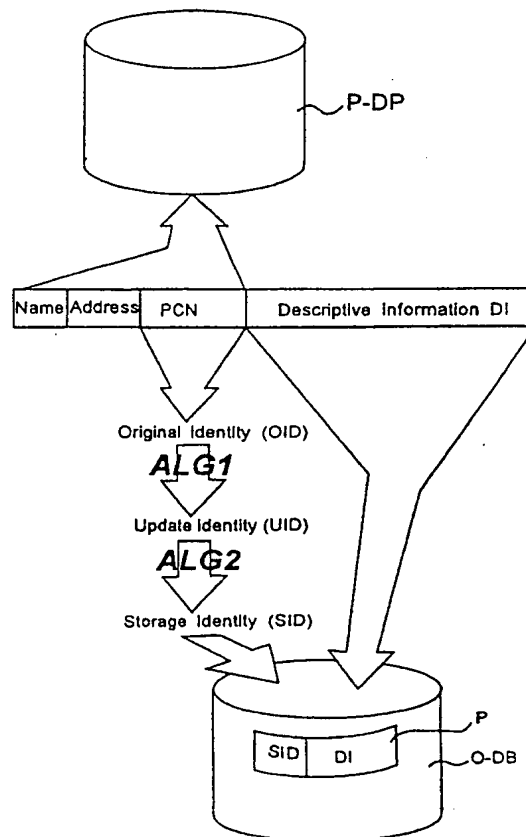 P-DP
Name Address PCN Descriptive Information DI
Original Identity (OID)
ALG1
Update Identity (UID)
ALG2
Storage Identity (SID)
P
SID DI
O-DB